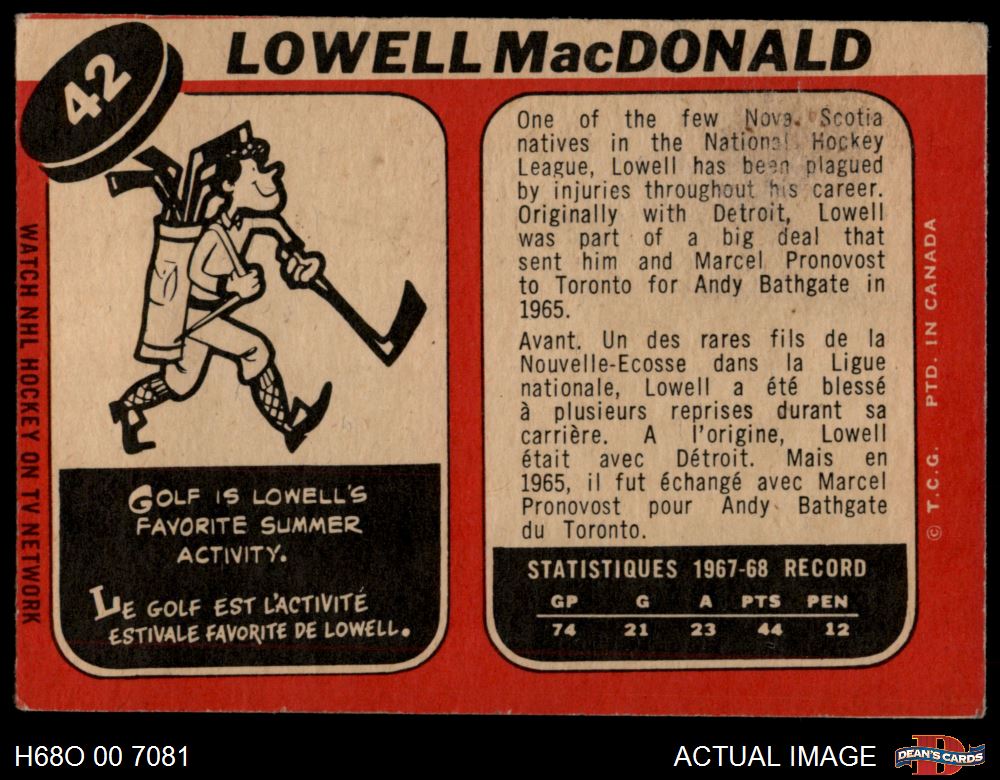 42
LOWELL MacDONALD
WATCH NHL HOCKEY ON TV NETWORK
GOLF IS LOWELL'S
FAVORITE SUMMER
ACTIVITY.
LE GOLF EST L'ACTIVITÉ
ESTIVALE FAVORITE DE LOWELL.
One of the few Nova Scotia
natives in the National Hockey
League, Lowell has been plagued
by injuries throughout his career.
Originally with Detroit, Lowell
was part of a big deal that
sent him and Marcel Pronovost
to Toronto for Andy Bathgate in
1965.
Avant. Un des rares fils de la
Nouvelle-Ecosse dans la Ligue
nationale, Lowell a été blessé
à plusieurs reprises durant sa
carrière. A l'origine, Lowell
était avec Détroit. Mais en
1965, il fut échangé avec Marcel
Pronovost pour Andy Bathgate
du Toronto.
STATISTIQUES 1967-68 RECORD
GP G A PTS PEN
74 21 23 44 12
© T.C.G. PTD. IN CANADA
H68O 00 7081
ACTUAL IMAGE
D
DEAN'S CARDS